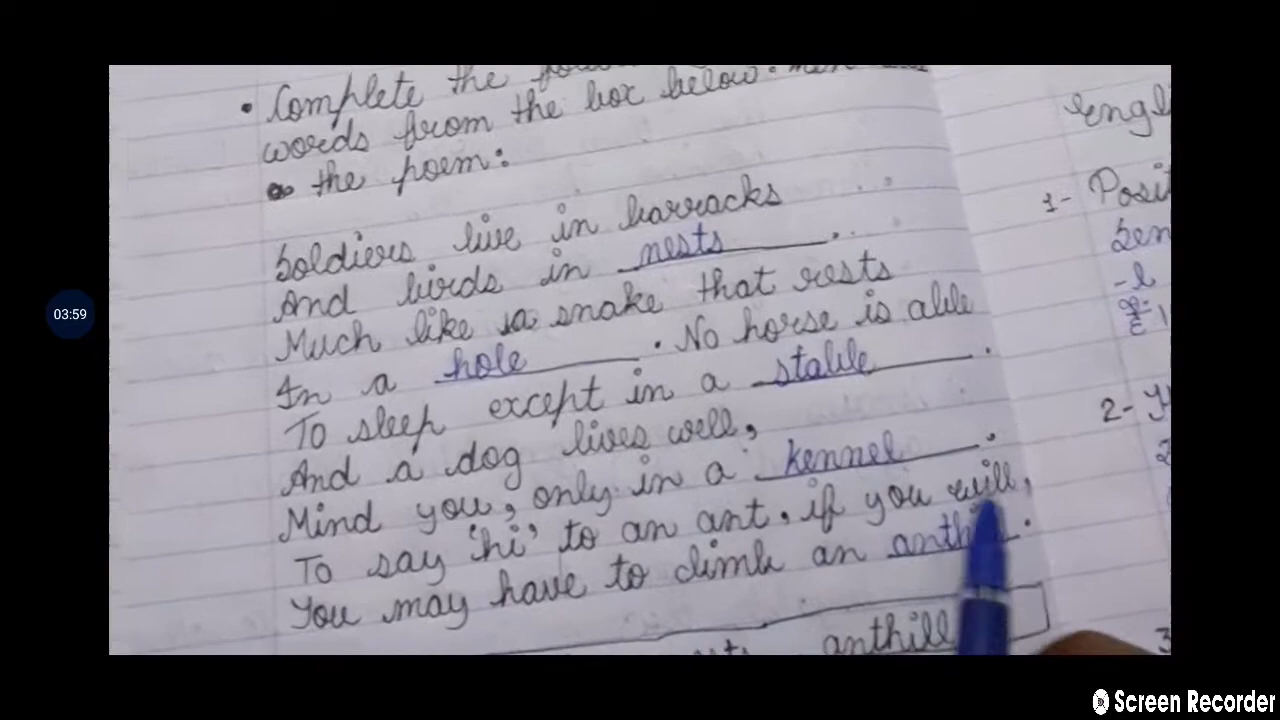 • Complete the
words from the box below.
the poem:
Soldiers live in barracks
And birds in nests.
Much like a snake that rests
In a hole. No horse is able
To sleep except in a stable.
And a dog lives well,
Mind you, only in a kennel.
To say 'hi' to an ant, if you will,
You may have to climb an
anthill
1- Posit
Sen
2-
3
03:59
Screen Recorder